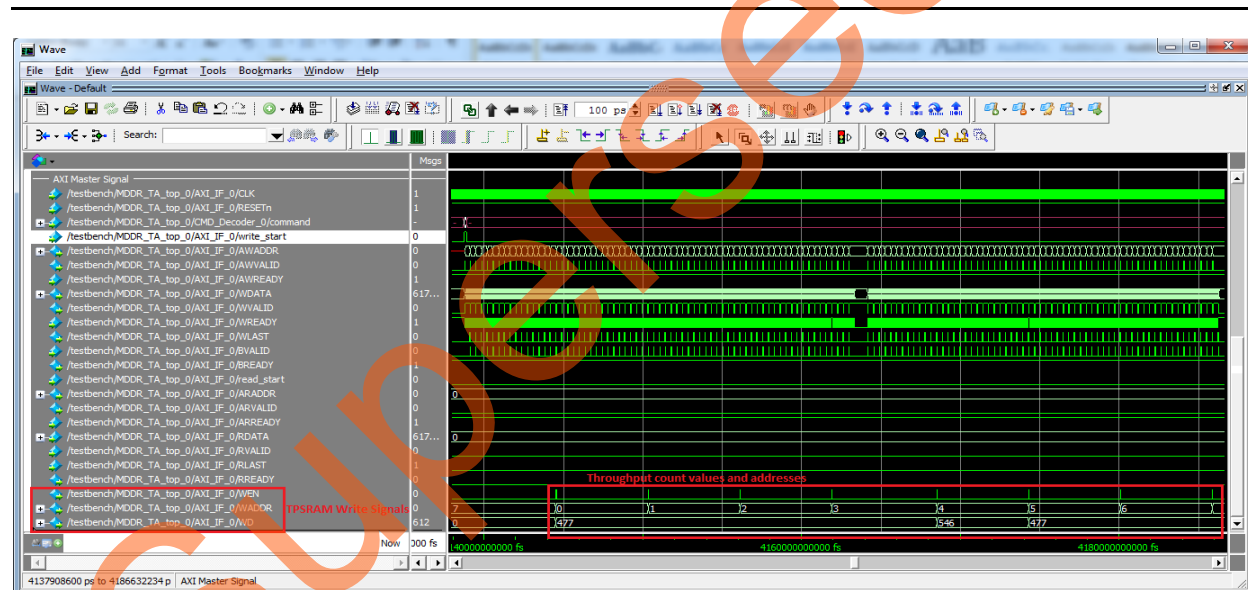 Wave
File Edit View Add Format Tools Bookmarks Window Help
Wave - Default
100 ps
Search:
Msgs
AXI Master Signal
/testbench/MDDR_TA_top_0/AXI_IF_0/CLK 1
/testbench/MDDR_TA_top_0/AXI_IF_0/RESETn 1
/testbench/MDDR_TA_top_0/CMD_Decoder_0/command -
/testbench/MDDR_TA_top_0/AXI_IF_0/write_start 0
/testbench/MDDR_TA_top_0/AXI_IF_0/AWADDR 0
/testbench/MDDR_TA_top_0/AXI_IF_0/AWVALID 0
/testbench/MDDR_TA_top_0/AXI_IF_0/AWREADY 1
/testbench/MDDR_TA_top_0/AXI_IF_0/WDATA 617...
/testbench/MDDR_TA_top_0/AXI_IF_0/WVALID 0
/testbench/MDDR_TA_top_0/AXI_IF_0/WREADY 1
/testbench/MDDR_TA_top_0/AXI_IF_0/WLAST 0
/testbench/MDDR_TA_top_0/AXI_IF_0/BVALID 0
/testbench/MDDR_TA_top_0/AXI_IF_0/BREADY 1
/testbench/MDDR_TA_top_0/AXI_IF_0/read_start 0
/testbench/MDDR_TA_top_0/AXI_IF_0/ARADDR 0 0
/testbench/MDDR_TA_top_0/AXI_IF_0/ARVALID 0
/testbench/MDDR_TA_top_0/AXI_IF_0/ARREADY 1
/testbench/MDDR_TA_top_0/AXI_IF_0/RDATA 617... 0
/testbench/MDDR_TA_top_0/AXI_IF_0/RVALID 0
/testbench/MDDR_TA_top_0/AXI_IF_0/RLAST 1
/testbench/MDDR_TA_top_0/AXI_IF_0/RREADY 0 Throughput count values and addresses
/testbench/MDDR_TA_top_0/AXI_IF_0/WEN 0
/testbench/MDDR_TA_top_0/AXI_IF_0/WADDR TPSRAM Write Signals 0 7 0 1 2 3 4 5 6
/testbench/MDDR_TA_top_0/AXI_IF_0/WD 612 0 477 546 477
Now 000 fs 140000000000 fs 4160000000000 fs 4180000000000 fs
4137908600 ps to 4186632234 p AXI Master Signal